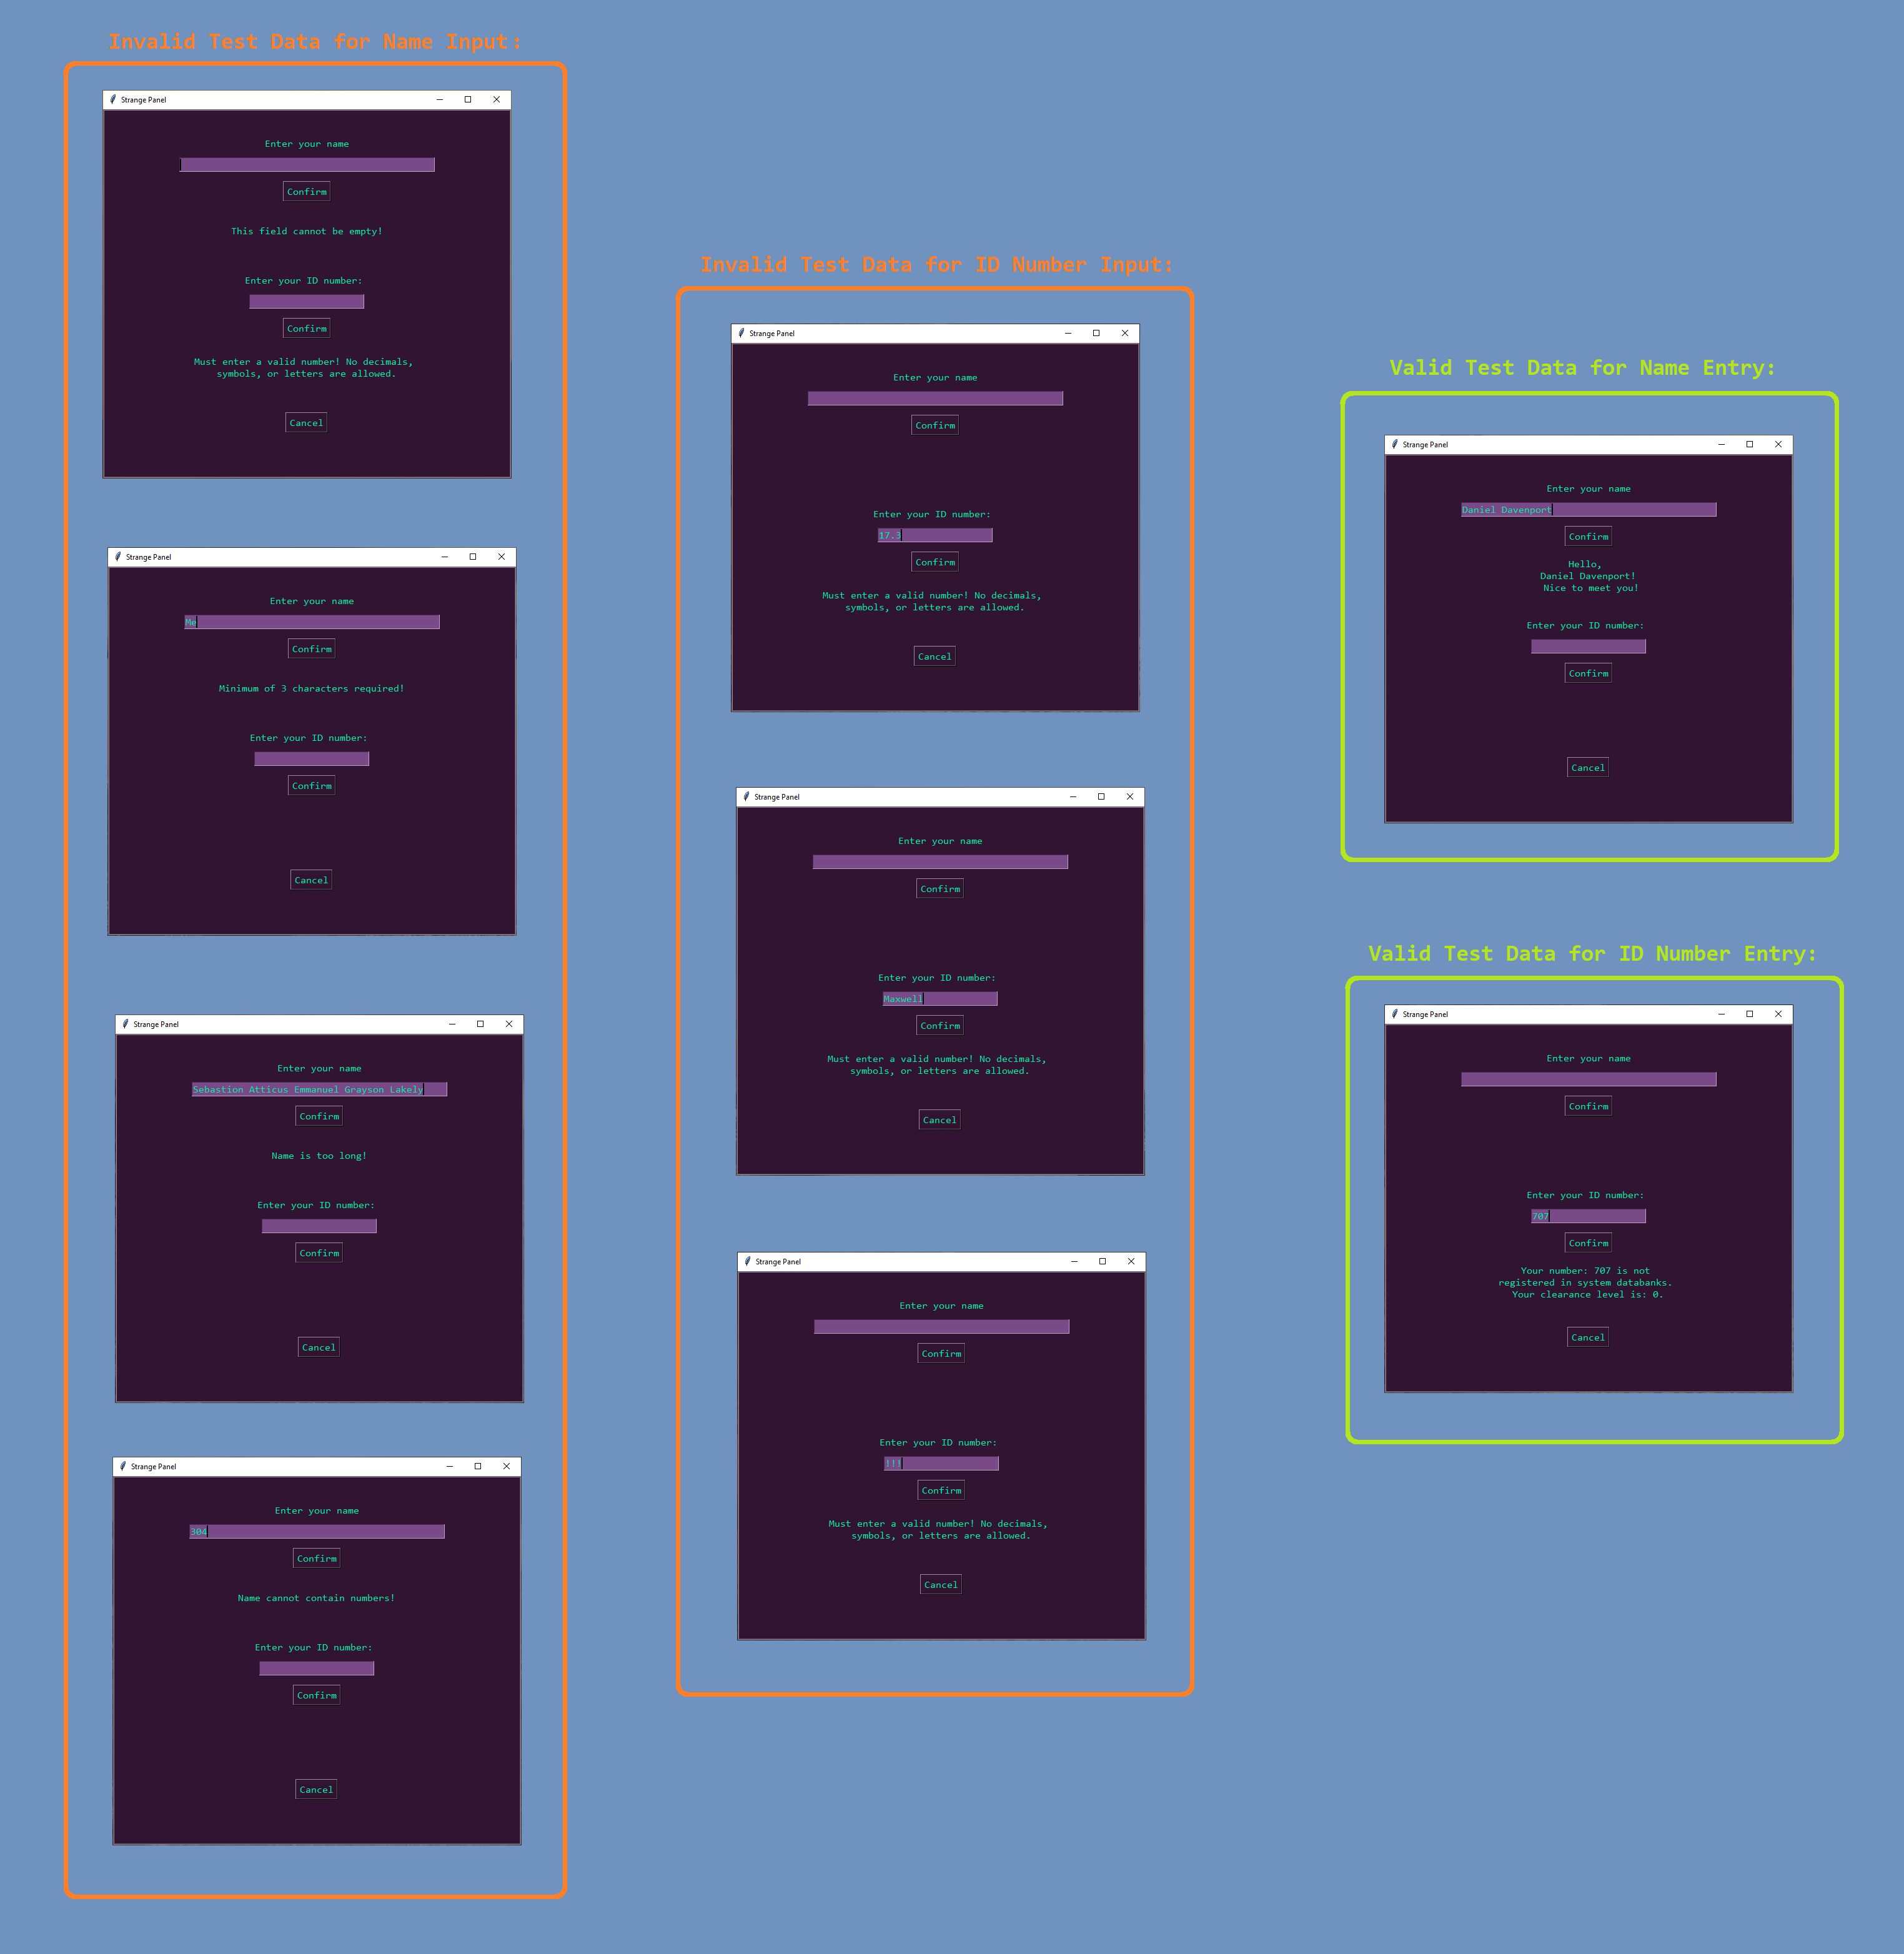 Invalid Test Data for Name Input:
Strange Panel
Enter your name
Confirm
This field cannot be empty!
Enter your ID number:
Confirm
Must enter a valid number! No decimals,
symbols, or letters are allowed.
Cancel
Strange Panel
Enter your name
Me
Confirm
Minimum of 3 characters required!
Enter your ID number:
Confirm
Cancel
Strange Panel
Enter your name
Sebastion Atticus Emmanuel Grayson Lakely
Confirm
Name is too long!
Enter your ID number:
Confirm
Cancel
Strange Panel
Enter your name
304
Confirm
Name cannot contain numbers!
Enter your ID number:
Confirm
Cancel
Invalid Test Data for ID Number Input:
Strange Panel
Enter your name
Confirm
Enter your ID number:
17.3
Confirm
Must enter a valid number! No decimals,
symbols, or letters are allowed.
Cancel
Strange Panel
Enter your name
Confirm
Enter your ID number:
Maxwell
Confirm
Must enter a valid number! No decimals,
symbols, or letters are allowed.
Cancel
Strange Panel
Enter your name
Confirm
Enter your ID number:
!!!
Confirm
Must enter a valid number! No decimals,
symbols, or letters are allowed.
Cancel
Valid Test Data for Name Entry:
Strange Panel
Enter your name
Daniel Davenport
Confirm
Hello,
Daniel Davenport!
Nice to meet you!
Enter your ID number:
Confirm
Cancel
Valid Test Data for ID Number Entry:
Strange Panel
Enter your name
Confirm
Enter your ID number:
707
Confirm
Your number: 707 is not
registered in system databanks.
Your clearance level is: 0.
Cancel